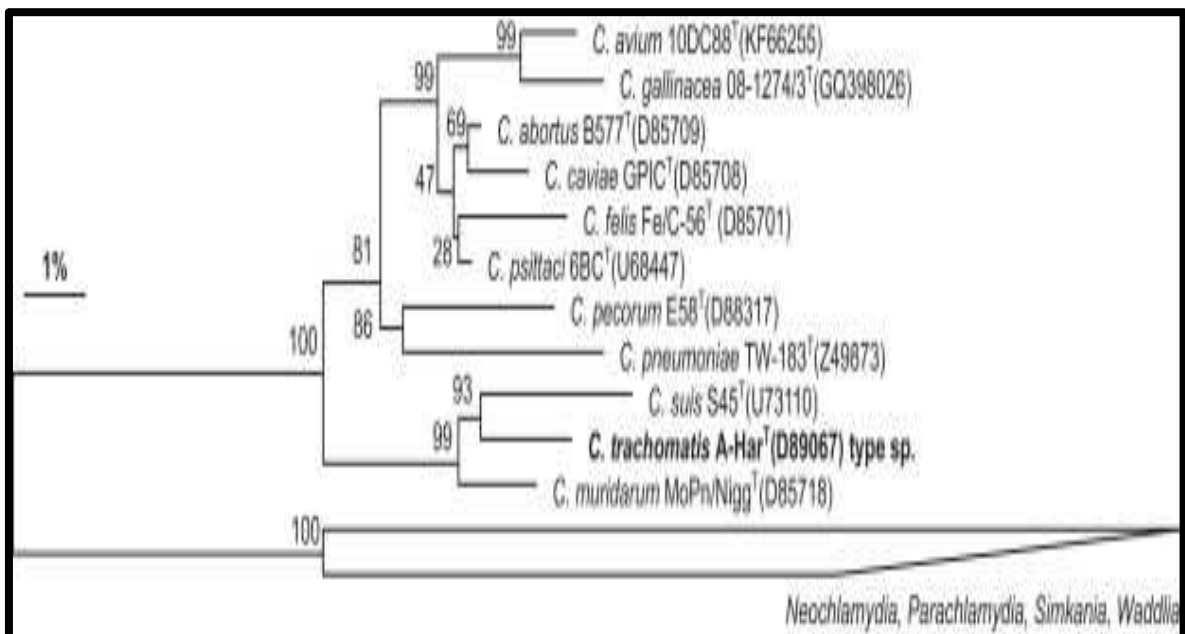 99
C. avium 10DC88ᵀ(KF66255)
C. gallinacea 08-1274/3ᵀ(GQ398026)
99
69
C. abortus B577ᵀ(D85709)
C. caviae GPICᵀ(D85708)
47
C. felis Fe/C-56ᵀ (D85701)
28
C. psittaci 6BCᵀ(U68447)
81
1%
C. pecorum E58ᵀ(D88317)
86
C. pneumoniae TW-183ᵀ(Z49873)
100
93
C. suis S45ᵀ(U73110)
99
C. trachomatis A-Harᵀ(D89067) type sp.
C. muridarum MoPn/Niggᵀ(D85718)
100
Neochlamydia, Parachlamydia, Simkania, Waddlia